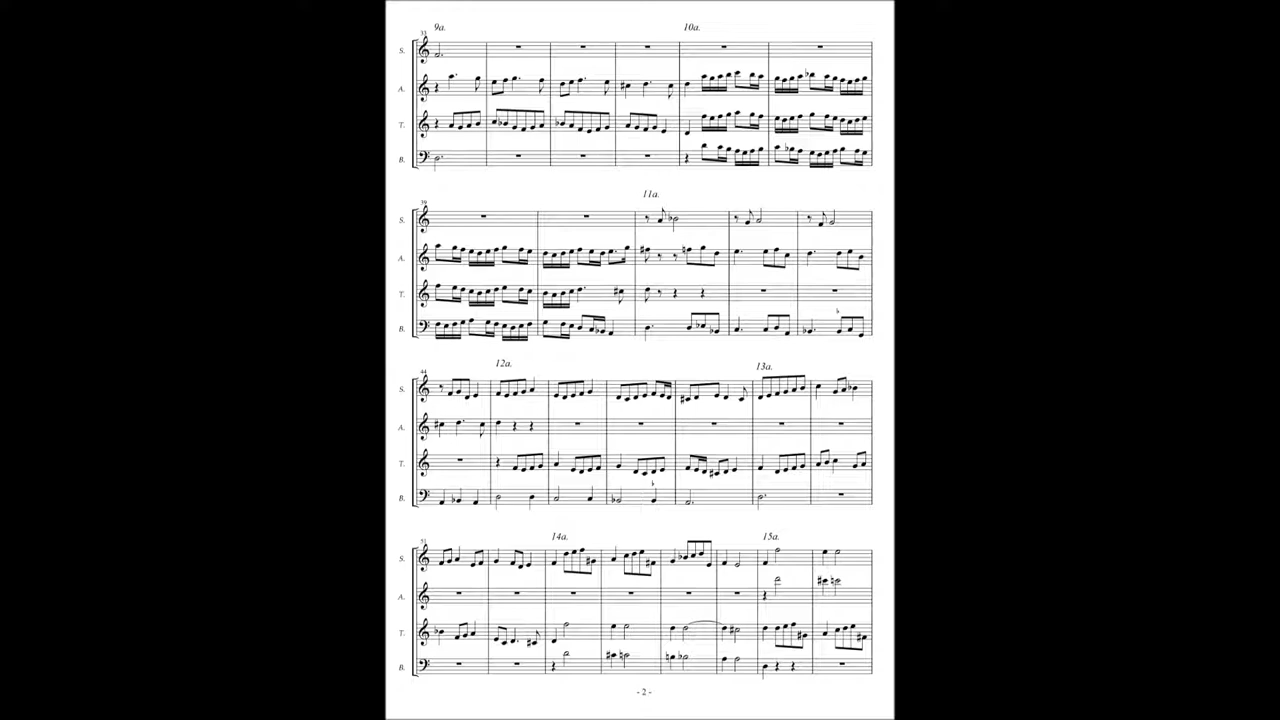 9a. 10a.
33
S.
A.
T.
B.
11a.
39
S.
A.
T.
B.
12a. 13a.
44
S.
A.
T.
B.
14a. 15a.
51
S.
A.
T.
B.
- 2 -